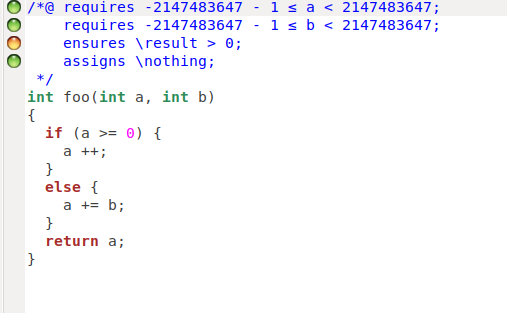 /*@ requires -2147483647 - 1 ≤ a < 2147483647;
    requires -2147483647 - 1 ≤ b < 2147483647;
    ensures \result > 0;
    assigns \nothing;
 */
int foo(int a, int b)
{
  if (a >= 0) {
    a ++;
  }
  else {
    a += b;
  }
  return a;
}